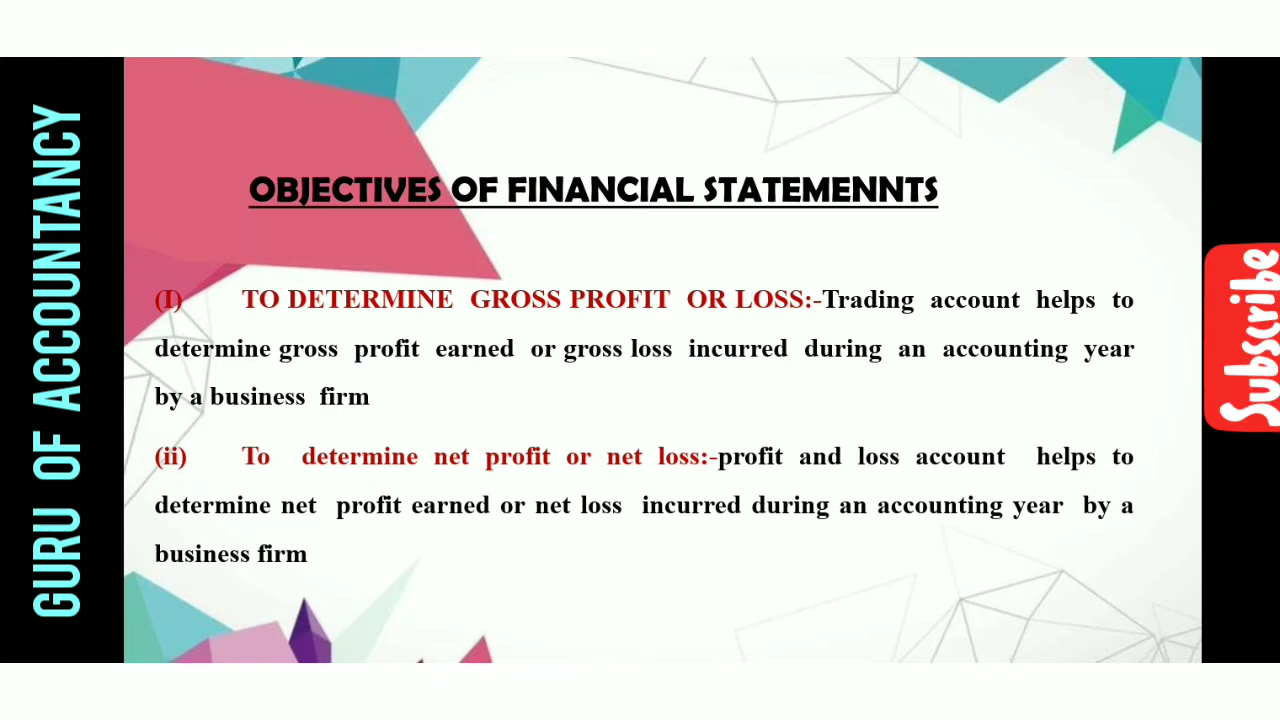 GURU OF ACCOUNTANCY
OBJECTIVES OF FINANCIAL STATEMENNTS
(I) TO DETERMINE GROSS PROFIT OR LOSS:-Trading account helps to
determine gross profit earned or gross loss incurred during an accounting year
by a business firm
(ii) To determine net profit or net loss:-profit and loss account helps to
determine net profit earned or net loss incurred during an accounting year by a
business firm
Subscribe